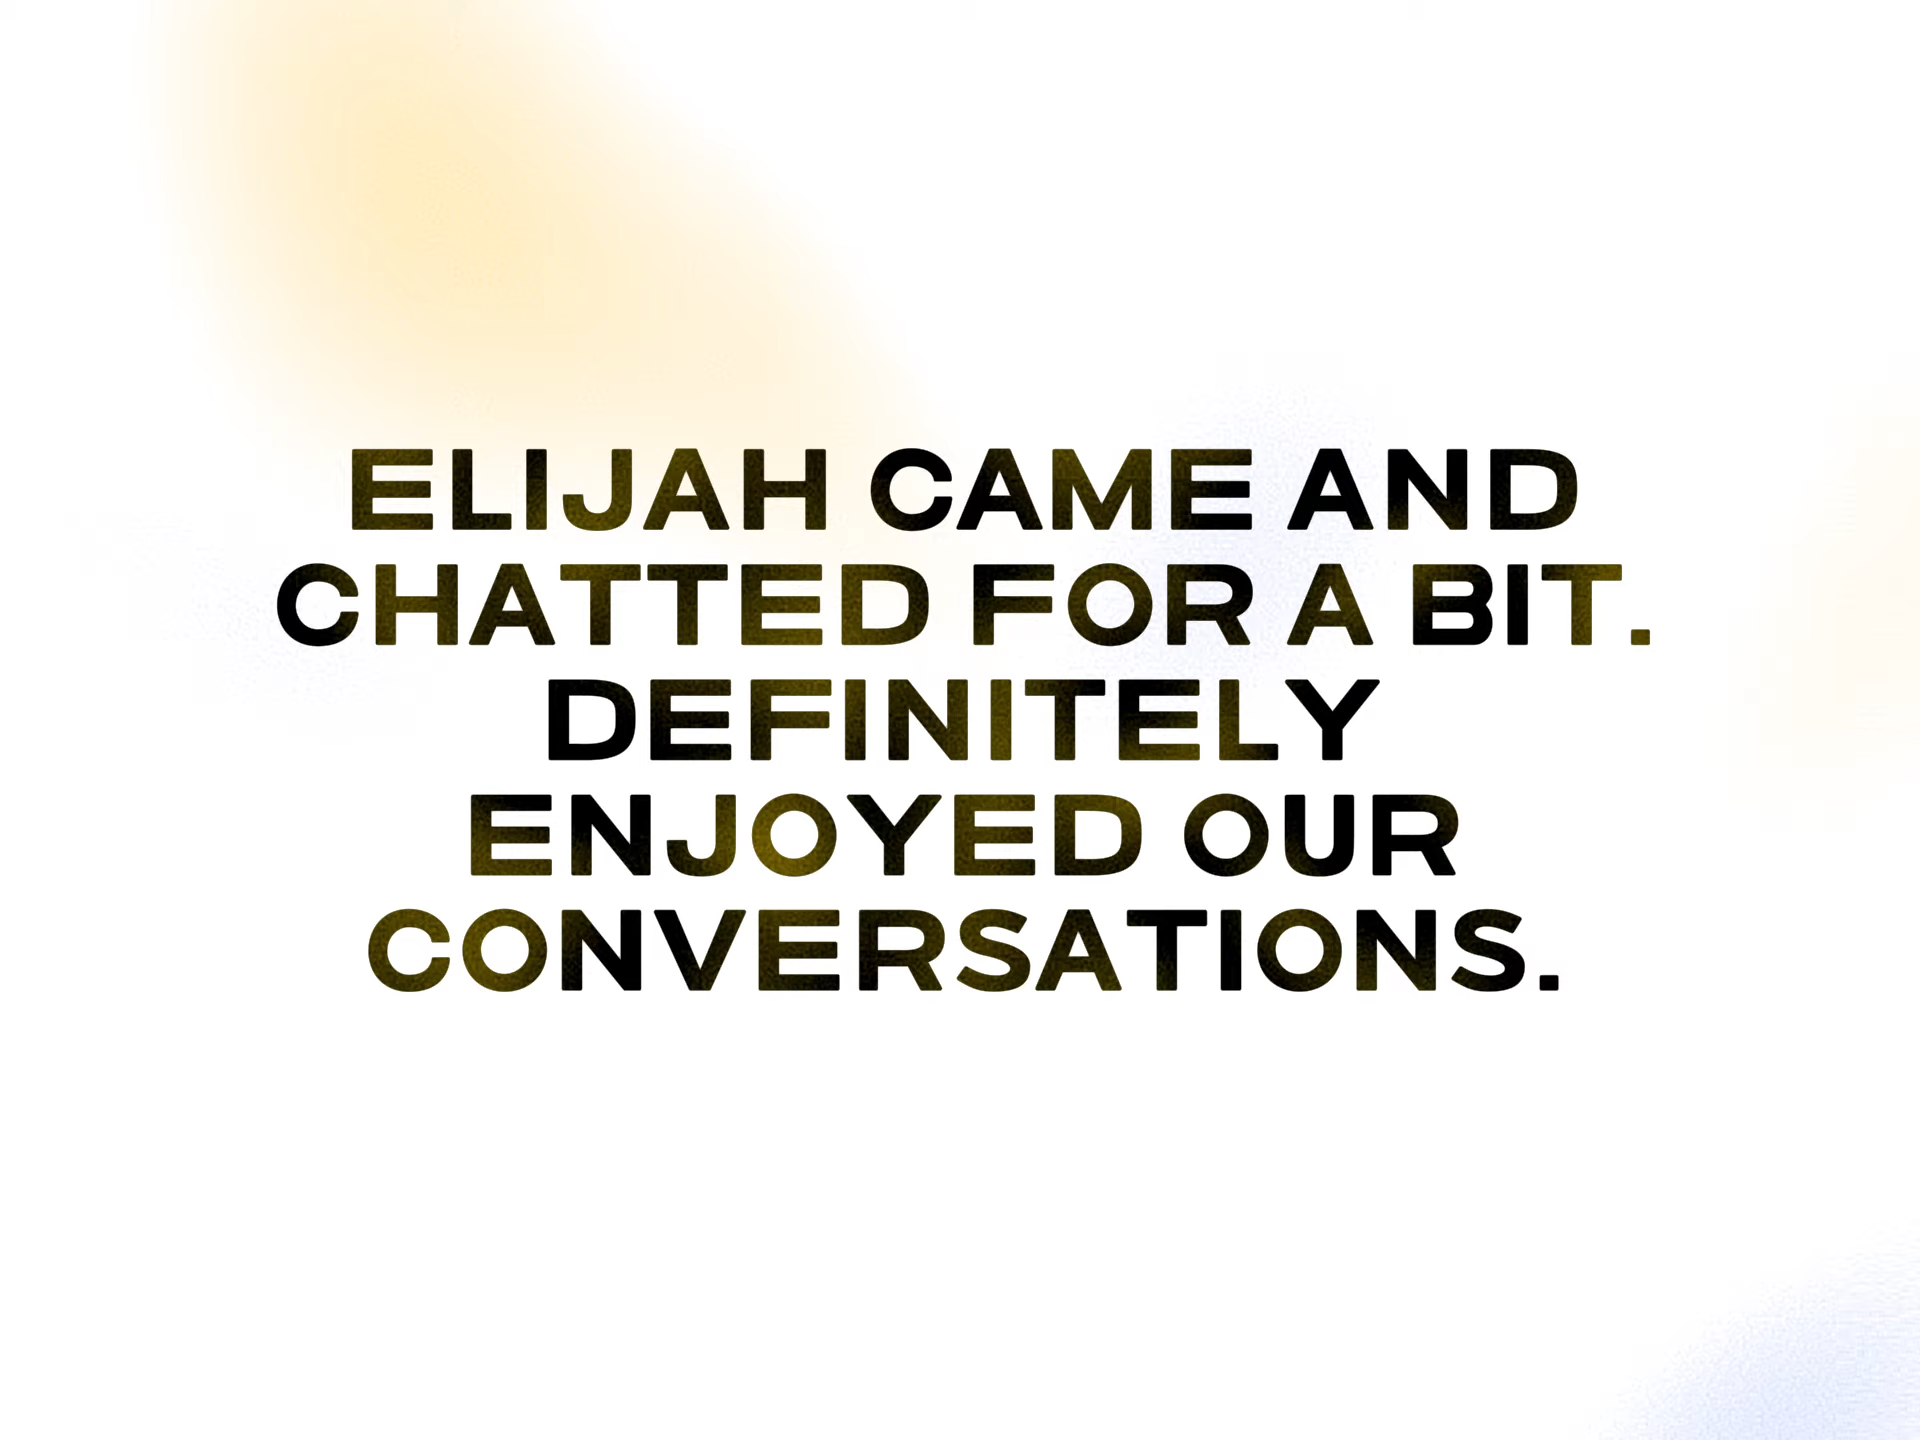 ELIJAH CAME AND
CHATTED FOR A BIT.
DEFINITELY
ENJOYED OUR
CONVERSATIONS.